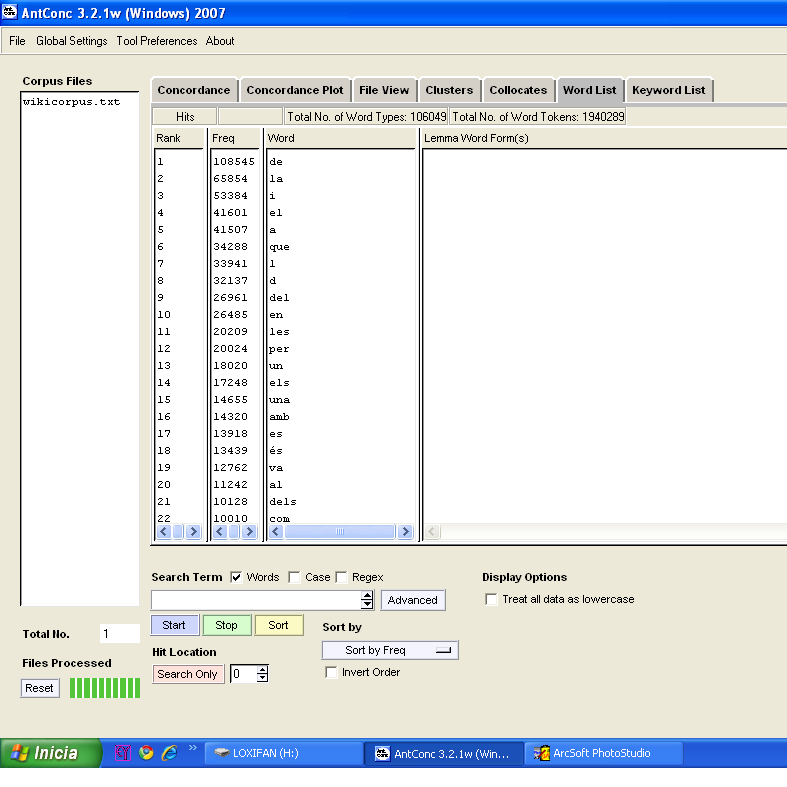 AntConc 3.2.1w (Windows) 2007
File Global Settings Tool Preferences About
Corpus Files
wikicorpus.txt
Concordance Concordance Plot File View Clusters Collocates Word List Keyword List
Hits Total No. of Word Types: 106049 Total No. of Word Tokens: 1940289
Rank Freq Word Lemma Word Form(s)
1 108545 de
2 65854 la
3 53384 i
4 41601 el
5 41507 a
6 34288 que
7 33941 l
8 32137 d
9 26961 del
10 26485 en
11 20209 les
12 20024 per
13 18020 un
14 17248 els
15 14655 una
16 14320 amb
17 13918 es
18 13439 és
19 12762 va
20 11242 al
21 10128 dels
22 10010 com
Search Term Words Case Regex
Advanced
Start Stop Sort
Hit Location
Search Only 0
Sort by
Sort by Freq
Invert Order
Display Options
Treat all data as lowercase
Total No. 1
Files Processed
Reset
Inicia LOXIFAN (H:) AntConc 3.2.1w (Win... ArcSoft PhotoStudio